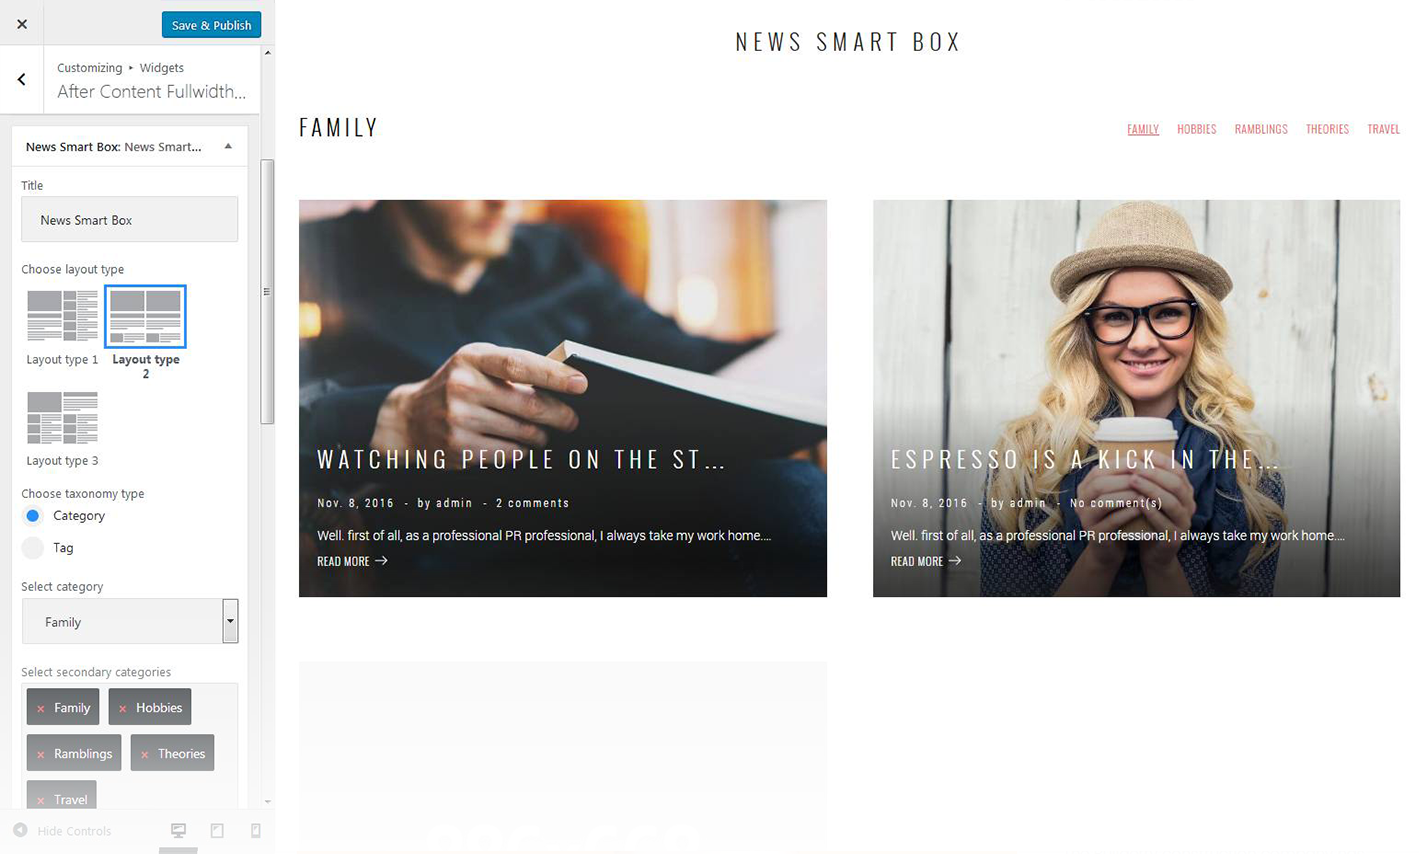 Save & Publish
Customizing ▸ Widgets
After Content Fullwidth...
News Smart Box: News Smart...
Title
News Smart Box
Choose layout type
Layout type 1
Layout type
2
Layout type 3
Choose taxonomy type
Category
Tag
Select category
Family
Select secondary categories
× Family × Hobbies
× Ramblings × Theories
× Travel
Hide Controls
NEWS SMART BOX
FAMILY
FAMILY HOBBIES RAMBLINGS THEORIES TRAVEL
WATCHING PEOPLE ON THE ST...
Nov. 8, 2016 - by admin - 2 comments
Well. first of all, as a professional PR professional, I always take my work home....
READ MORE →
ESPRESSO IS A KICK IN THE...
Nov. 8, 2016 - by admin - No comment(s)
Well. first of all, as a professional PR professional, I always take my work home....
READ MORE →